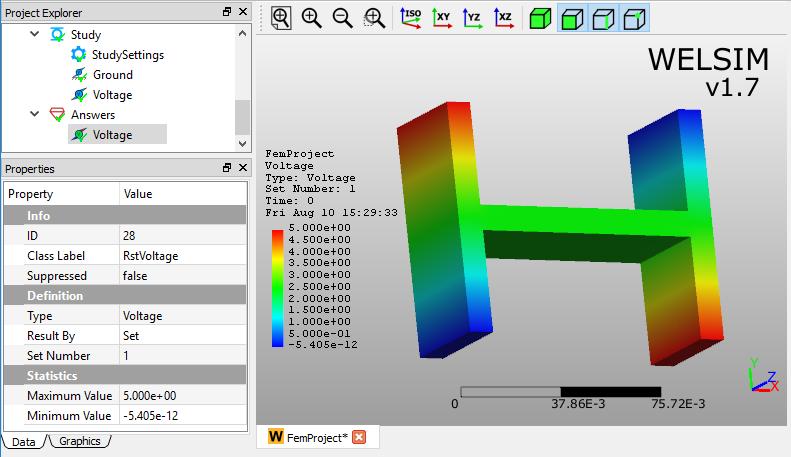 Project Explorer
Study
StudySettings
Ground
Voltage
Answers
Voltage
Properties
Property Value
Info
ID 28
Class Label RstVoltage
Suppressed false
Definition
Type Voltage
Result By Set
Set Number 1
Statistics
Maximum Value 5.000e+00
Minimum Value -5.405e-12
Data Graphics
ISO XY YZ XZ
WELSIM
v1.7
FemProject
Voltage
Type: Voltage
Set Number: 1
Time: 0
Fri Aug 10 15:29:33
5.000e+00
4.500e+00
4.000e+00
3.500e+00
3.000e+00
2.500e+00
2.000e+00
1.500e+00
1.000e+00
5.000e-01
-5.405e-12
0 37.86E-3 75.72E-3
Y
Z
X
W FemProject*